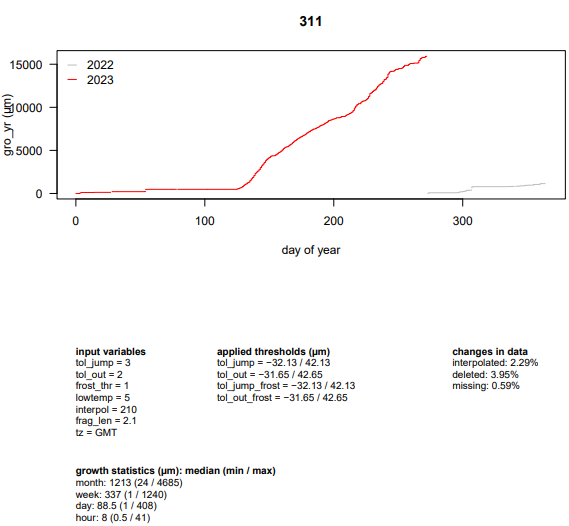 311
gro_yr (µm)
15000
10000
5000
0
2022
2023
0 100 200 300
day of year
input variables
tol_jump = 3
tol_out = 2
frost_thr = 1
lowtemp = 5
interpol = 210
frag_len = 2.1
tz = GMT
applied thresholds (µm)
tol_jump = −32.13 / 42.13
tol_out = −31.65 / 42.65
tol_jump_frost = −32.13 / 42.13
tol_out_frost = −31.65 / 42.65
changes in data
interpolated: 2.29%
deleted: 3.95%
missing: 0.59%
growth statistics (µm): median (min / max)
month: 1213 (24 / 4685)
week: 337 (1 / 1240)
day: 88.5 (1 / 408)
hour: 8 (0.5 / 41)